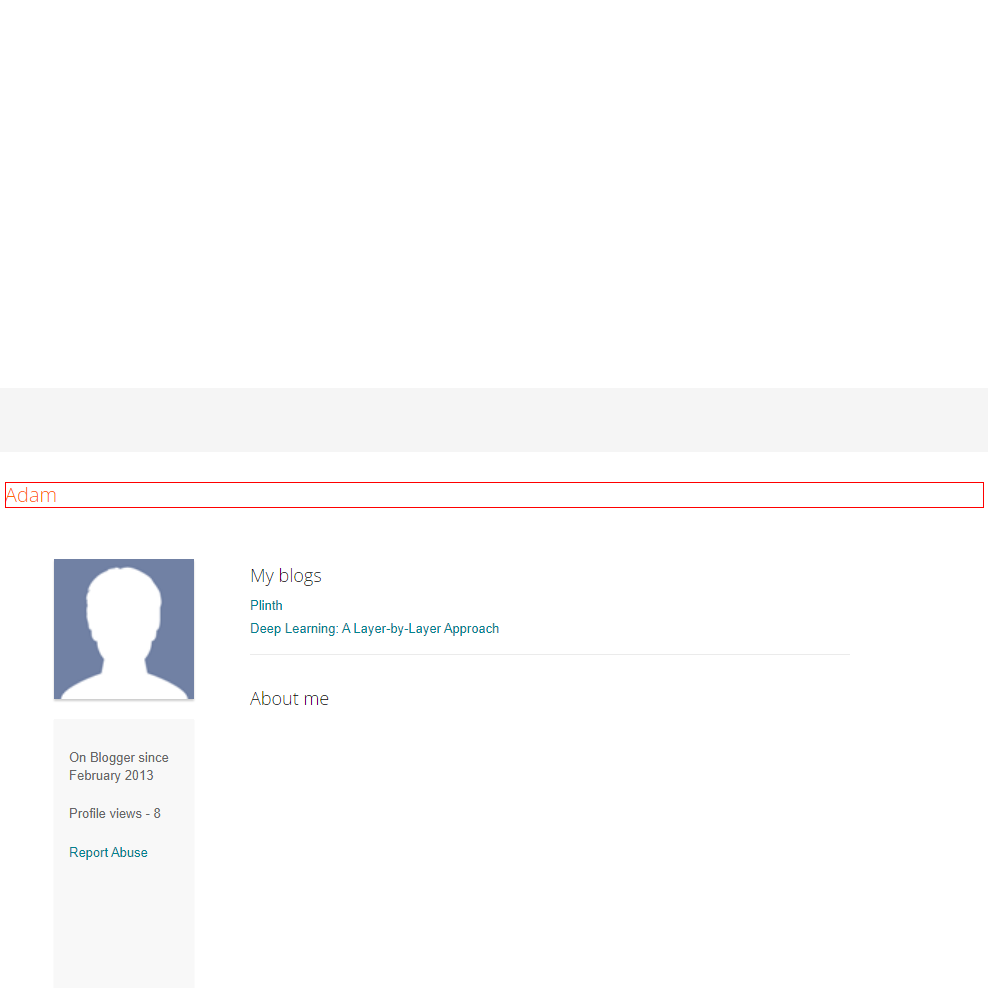 Adam
My blogs
Plinth
Deep Learning: A Layer-by-Layer Approach
About me
On Blogger since
February 2013
Profile views - 8
Report Abuse